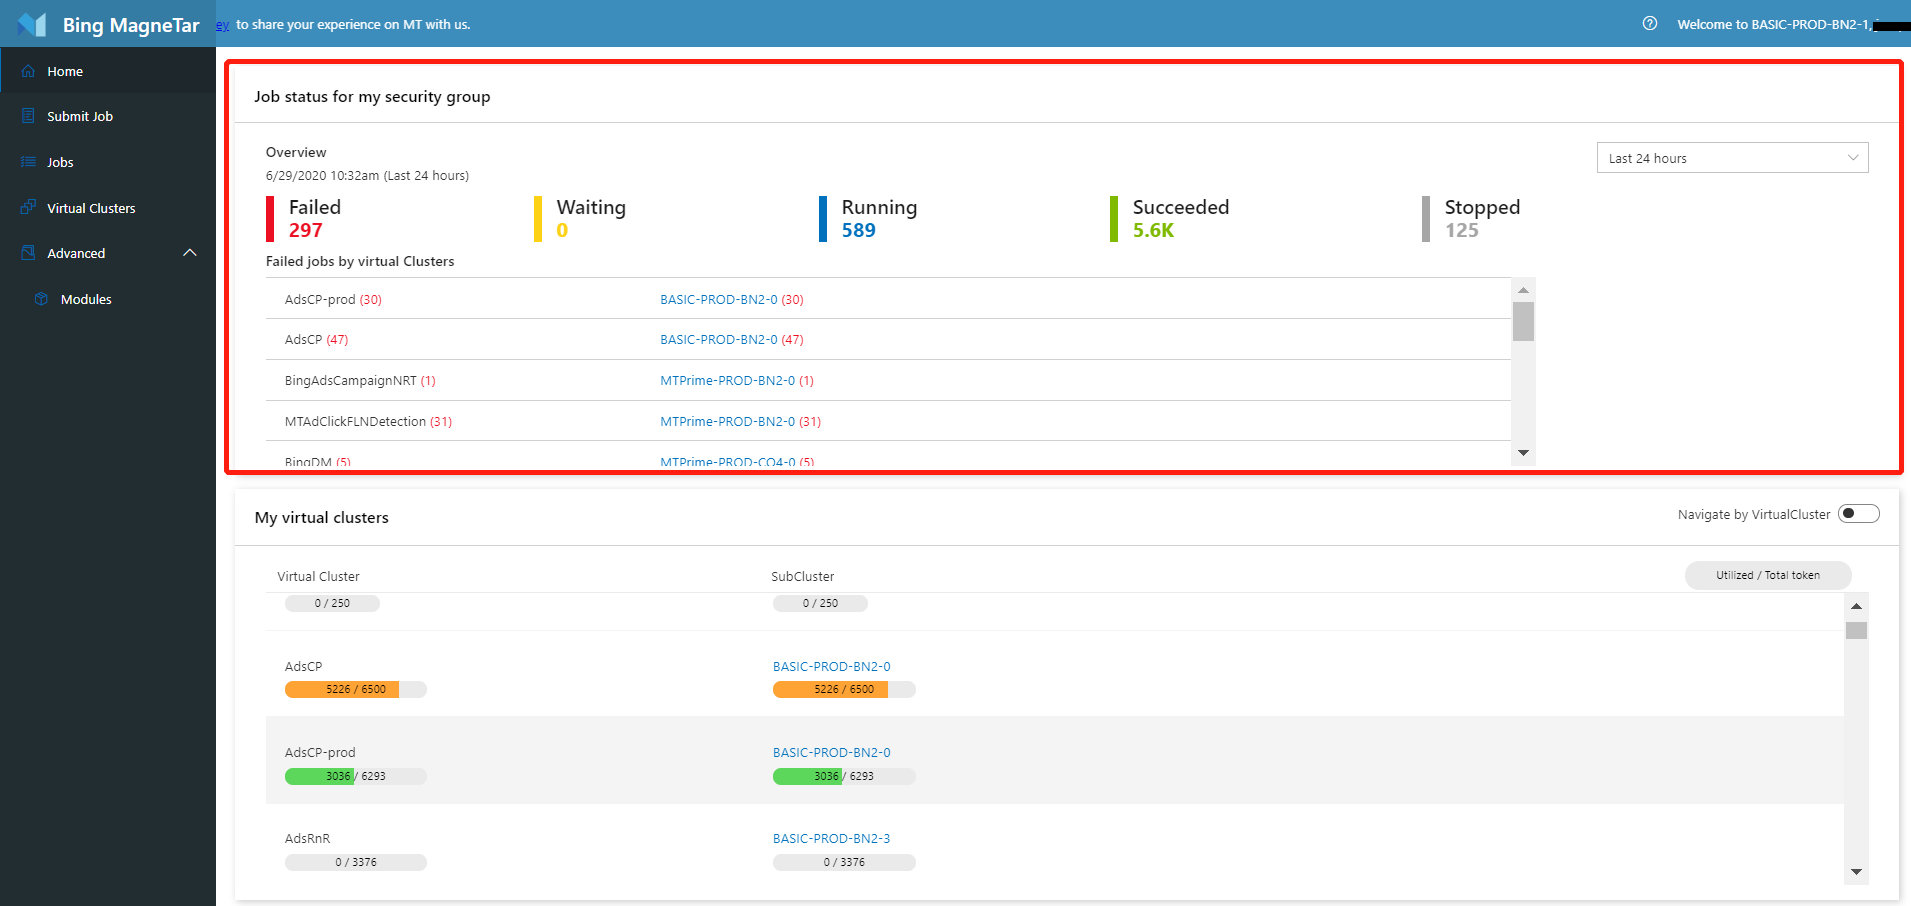 Bing MagneTar
ey to share your experience on MT with us.
Welcome to BASIC-PROD-BN2-1,
Home
Submit Job
Jobs
Virtual Clusters
Advanced
Modules
Job status for my security group
Overview
6/29/2020 10:32am (Last 24 hours)
Last 24 hours
Failed
297
Waiting
0
Running
589
Succeeded
5.6K
Stopped
125
Failed jobs by virtual Clusters
AdsCP-prod (30) BASIC-PROD-BN2-0 (30)
AdsCP (47) BASIC-PROD-BN2-0 (47)
BingAdsCampaignNRT (1) MTPrime-PROD-BN2-0 (1)
MTAdClickFLNDetection (31) MTPrime-PROD-BN2-0 (31)
BingDM (5) MTPrime-PROD-CO4-0 (5)
My virtual clusters
Navigate by VirtualCluster
Virtual Cluster SubCluster Utilized / Total token
0 / 250 0 / 250
AdsCP BASIC-PROD-BN2-0
5226 / 6500 5226 / 6500
AdsCP-prod BASIC-PROD-BN2-0
3036 / 6293 3036 / 6293
AdsRnR BASIC-PROD-BN2-3
0 / 3376 0 / 3376